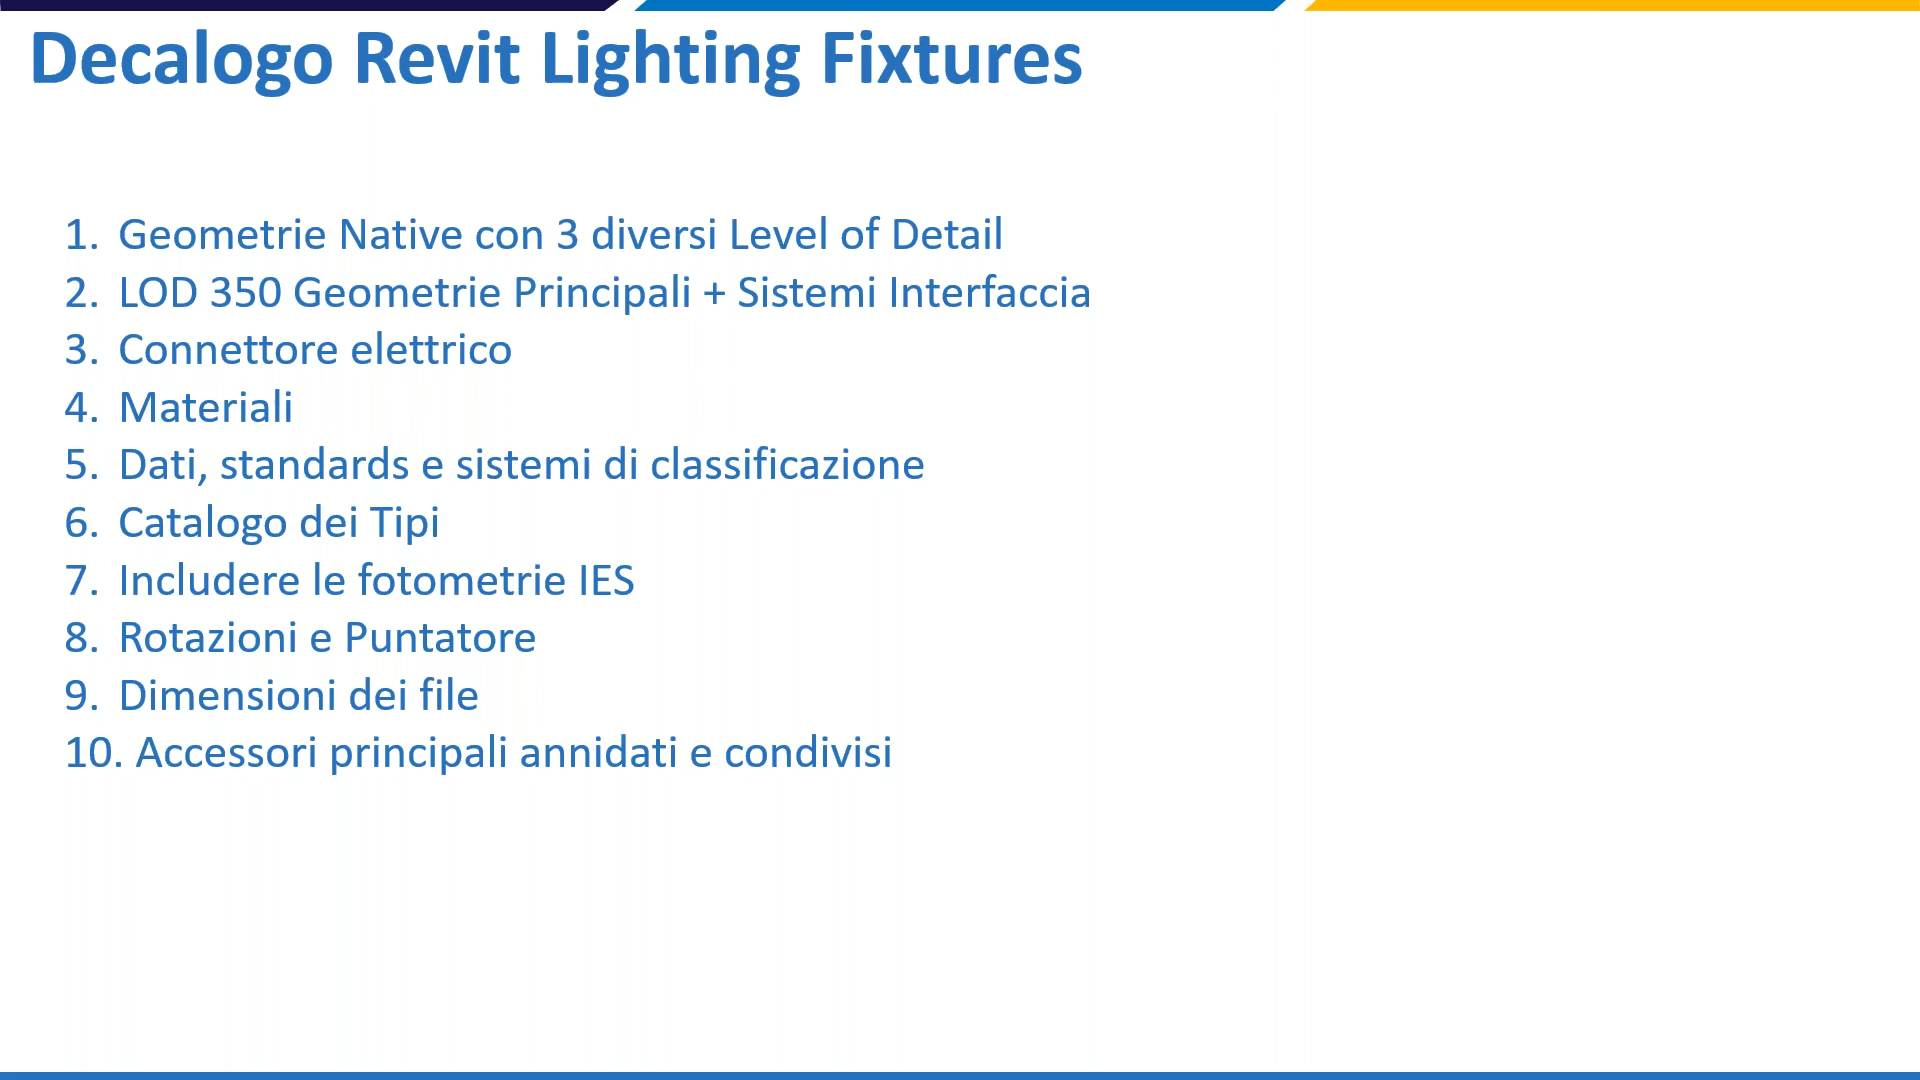 Decalogo Revit Lighting Fixtures
1. Geometrie Native con 3 diversi Level of Detail
2. LOD 350 Geometrie Principali + Sistemi Interfaccia
3. Connettore elettrico
4. Materiali
5. Dati, standards e sistemi di classificazione
6. Catalogo dei Tipi
7. Includere le fotometrie IES
8. Rotazioni e Puntatore
9. Dimensioni dei file
10. Accessori principali annidati e condivisi